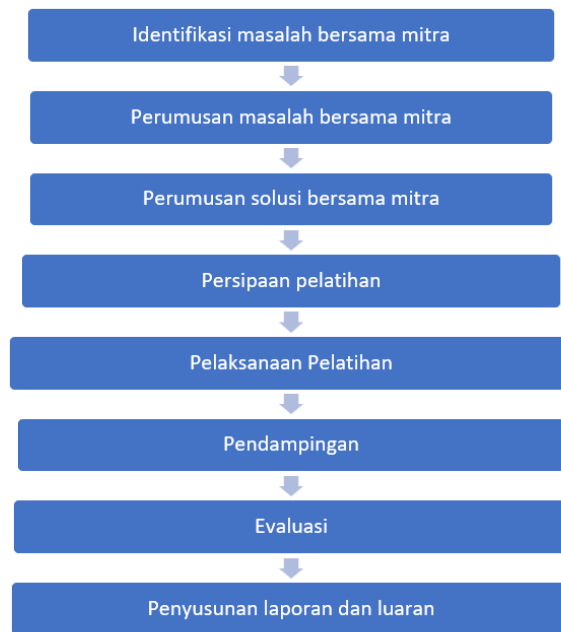 Identifikasi masalah bersama mitra
Perumusan masalah bersama mitra
Perumusan solusi bersama mitra
Persipaan pelatihan
Pelaksanaan Pelatihan
Pendampingan
Evaluasi
Penyusunan laporan dan luaran